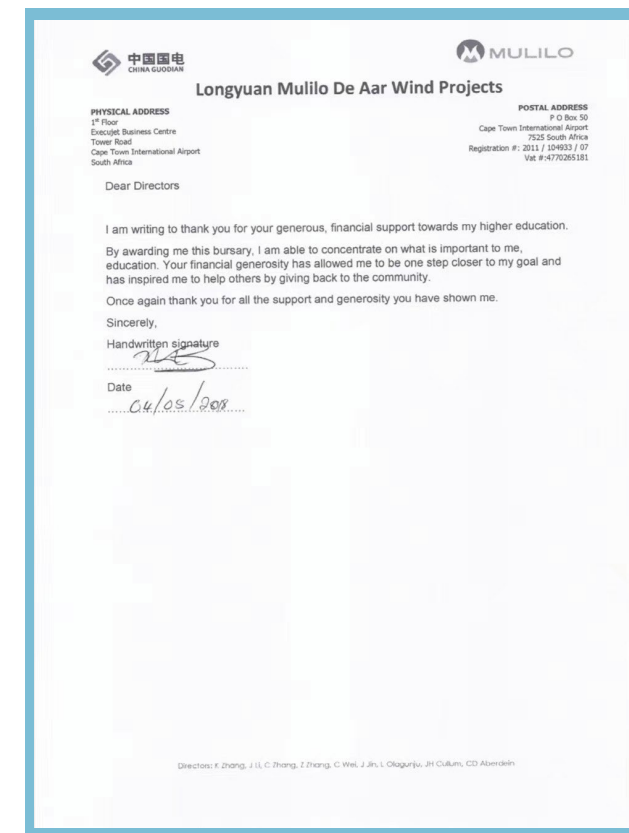 中国国电
CHINA GUODIAN
MULILO
Longyuan Mulilo De Aar Wind Projects
PHYSICAL ADDRESS
1st Floor
Execujet Business Centre
Tower Road
Cape Town International Airport
South Africa
POSTAL ADDRESS
P O Box 50
Cape Town International Airport
7525 South Africa
Registration #: 2011 / 104933 / 07
Vat #:4770265181
Dear Directors
I am writing to thank you for your generous, financial support towards my higher education.
By awarding me this bursary, I am able to concentrate on what is important to me,
education. Your financial generosity has allowed me to be one step closer to my goal and
has inspired me to help others by giving back to the community.
Once again thank you for all the support and generosity you have shown me.
Sincerely,
Handwritten signature
Date
04/05/2018
Directors: K Zhang, J Li, C Zhang, Z Zhang, C Wei, J Jin, L Olagunju, JH Cullum, CD Aberdein